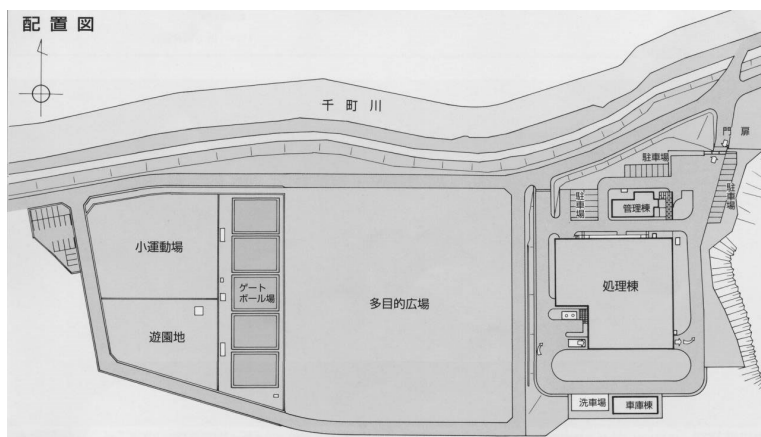 配置図
千町川
門扉
駐車場
駐車場
駐車場
管理棟
小運動場
処理棟
ゲート
ボール場
多目的広場
遊園地
洗車場
車庫棟